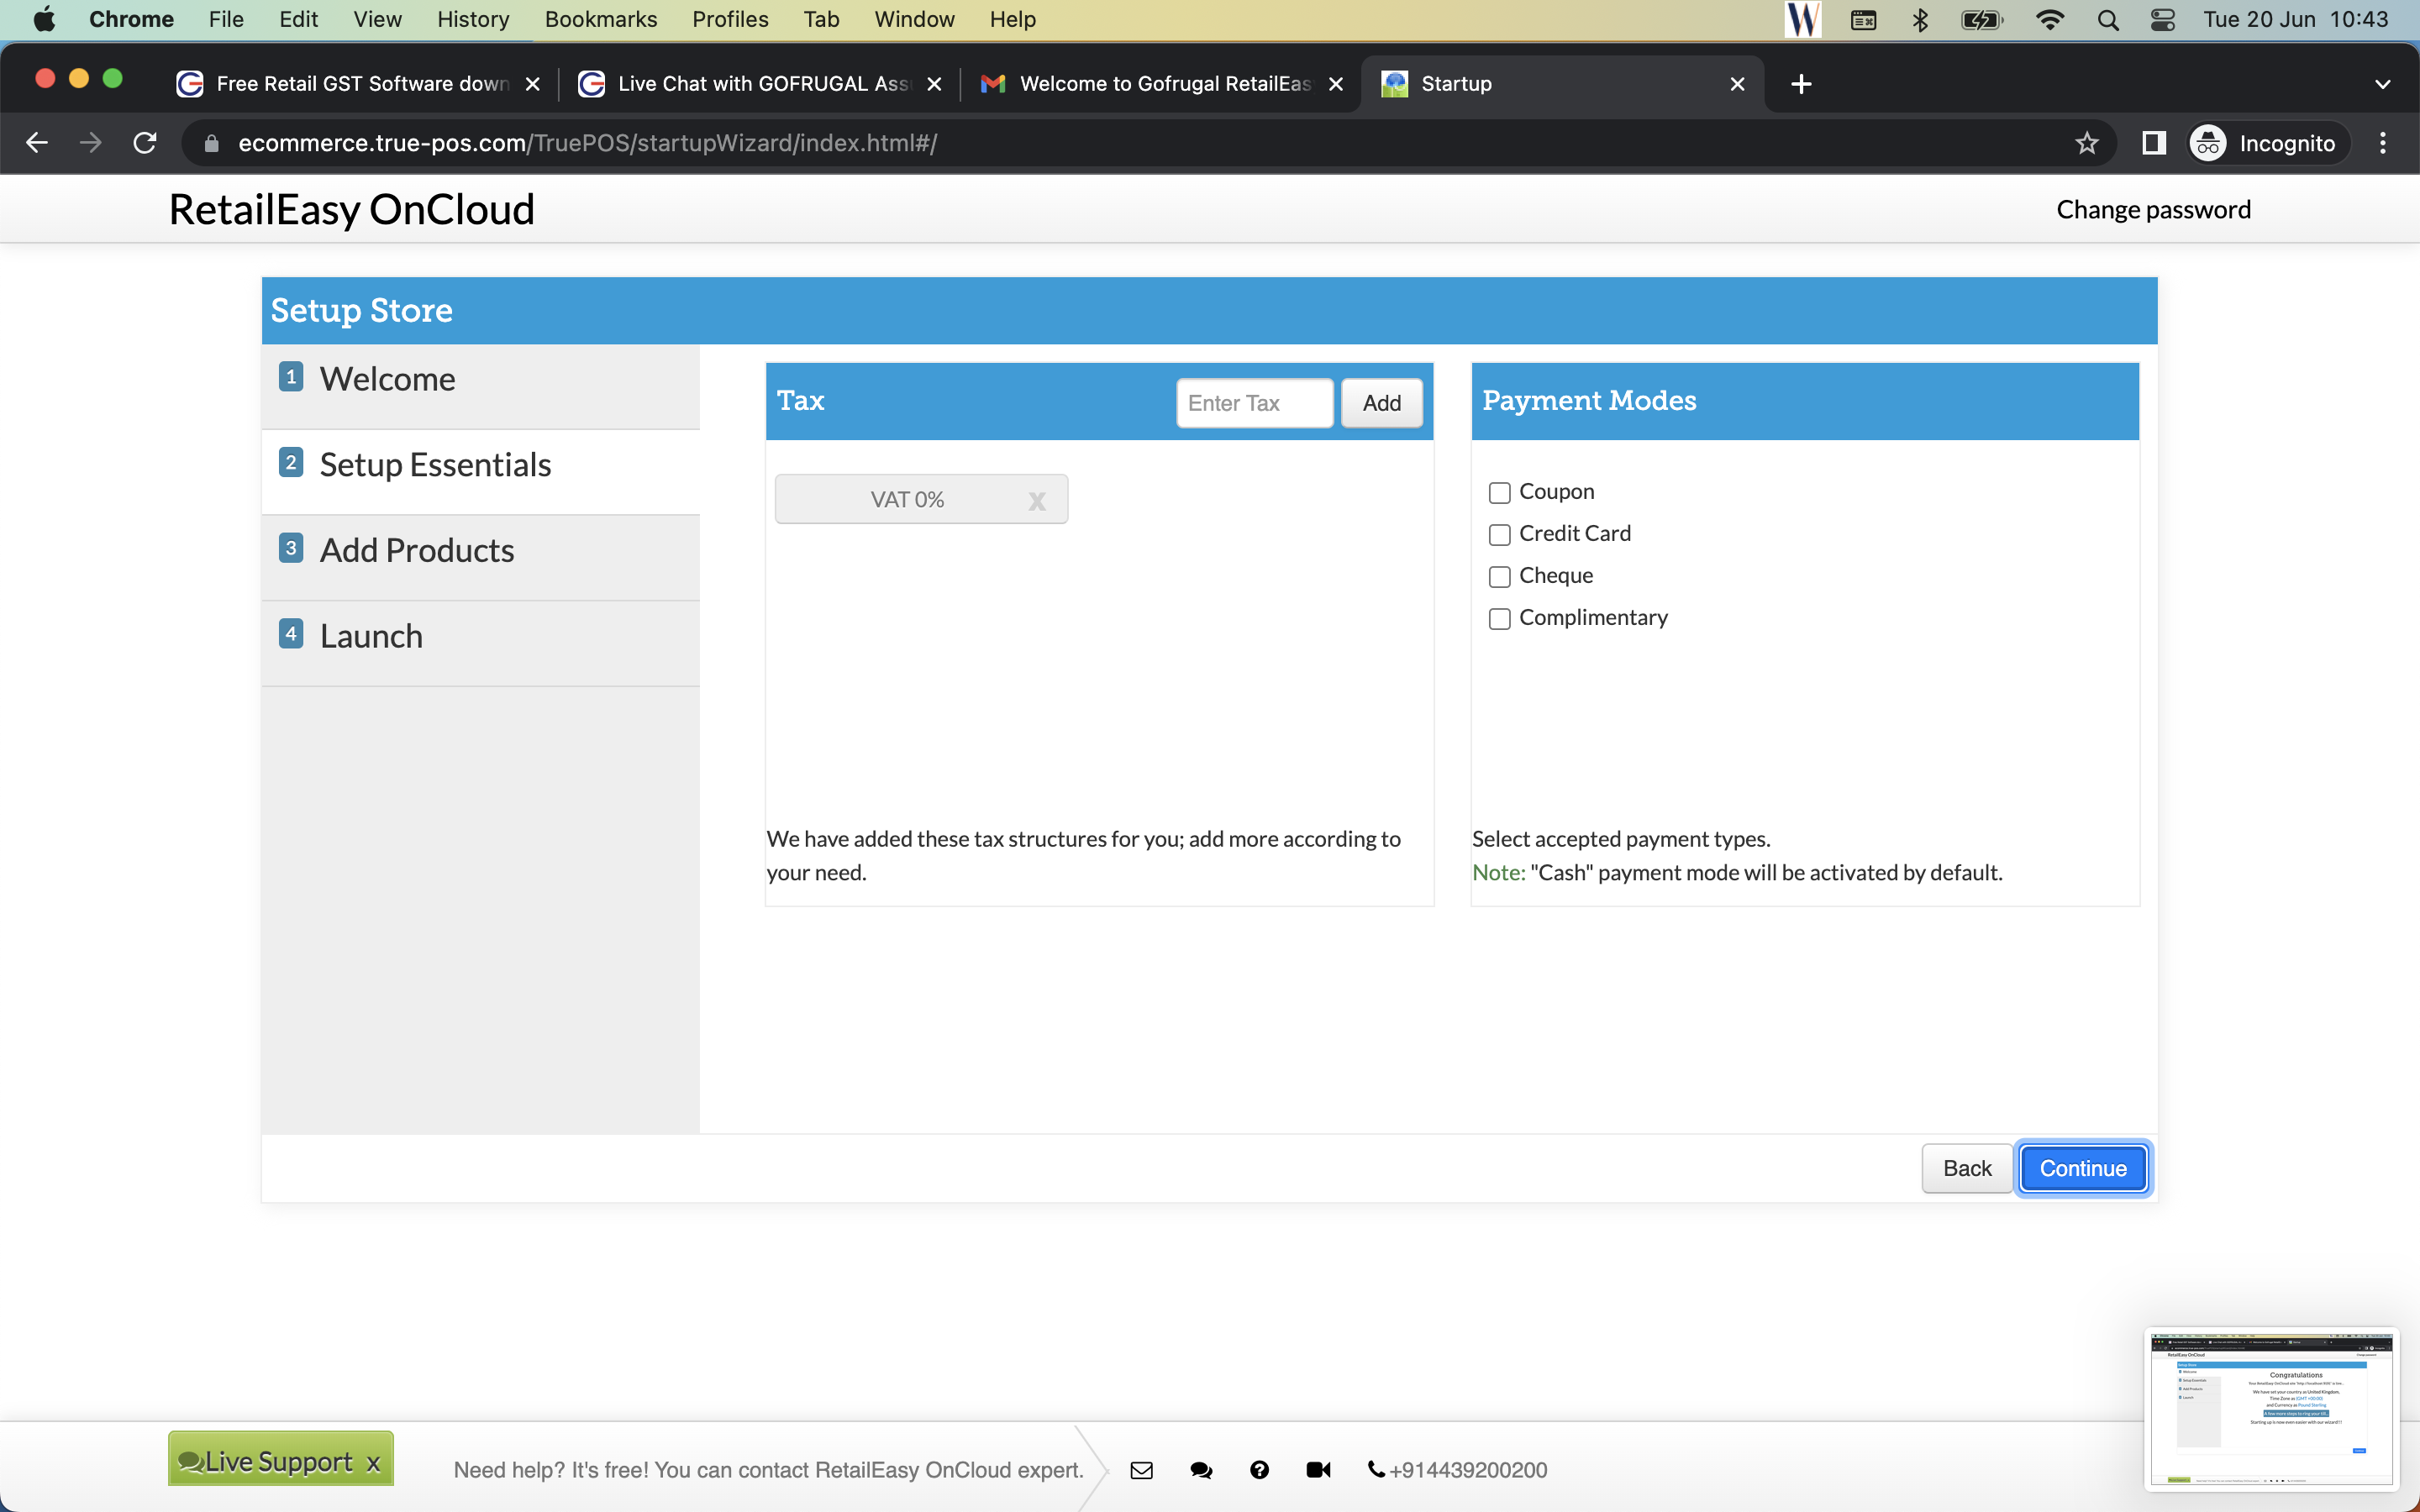 Chrome File Edit View History Bookmarks Profiles Tab Window Help Tue 20 Jun 10:43
Free Retail GST Software down Live Chat with GOFRUGAL Ass Welcome to Gofrugal RetailEas Startup
ecommerce.true-pos.com/TruePOS/startupWizard/index.html#/ Incognito
RetailEasy OnCloud Change password
Setup Store
1 Welcome
2 Setup Essentials
3 Add Products
4 Launch
Tax Enter Tax Add
VAT 0% x
We have added these tax structures for you; add more according to
your need.
Payment Modes
Coupon
Credit Card
Cheque
Complimentary
Select accepted payment types.
Note: "Cash" payment mode will be activated by default.
Back Continue
Live Support x
Need help? It's free! You can contact RetailEasy OnCloud expert. +914439200200
RetailEasy OnCloud
Congratulations